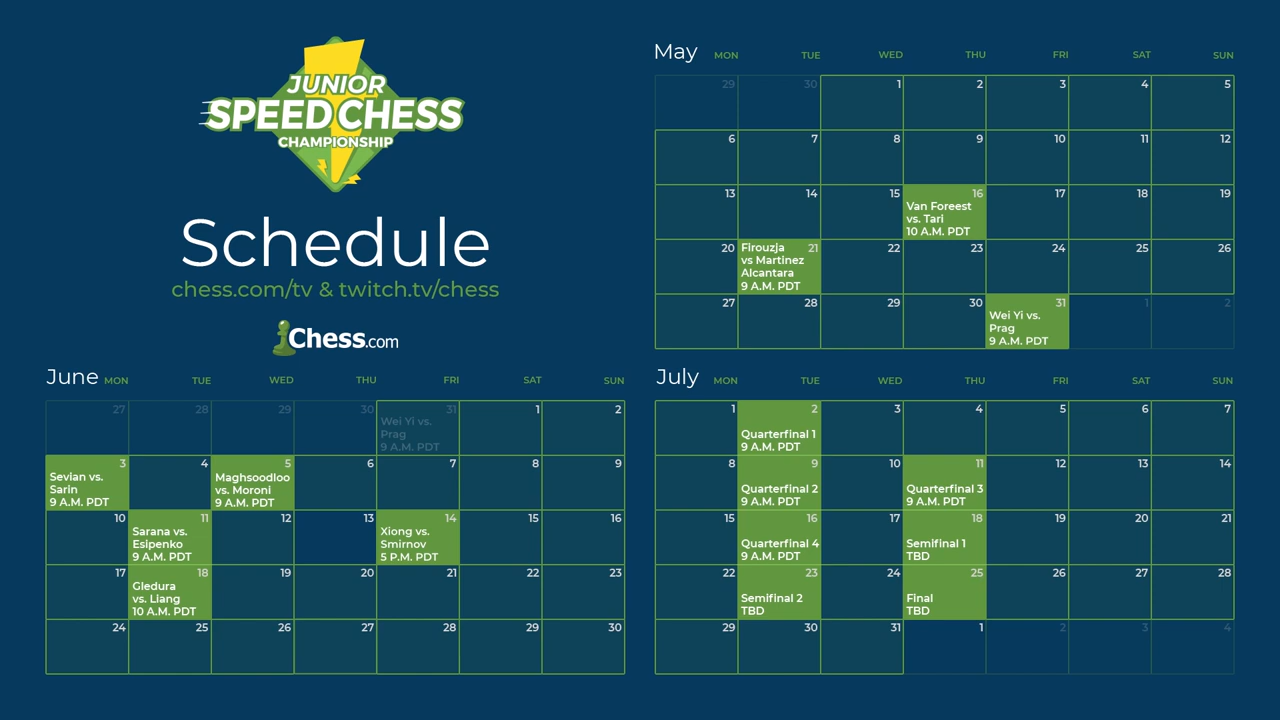 JUNIOR
SPEED CHESS
CHAMPIONSHIP
Schedule
chess.com/tv & twitch.tv/chess
Chess.com
May MON TUE WED THU FRI SAT SUN
29 30 1 2 3 4 5
6 7 8 9 10 11 12
13 14 15 16 17 18 19
Van Foreest
vs. Tari
10 A.M. PDT
20 Firouzja 21 22 23 24 25 26
vs Martinez
Alcantara
9 A.M. PDT
27 28 29 30 31 1 2
Wei Yi vs.
Prag
9 A.M. PDT
June MON TUE WED THU FRI SAT SUN
27 28 29 30 31 1 2
Wei Yi vs.
Prag
9 A.M. PDT
3 4 5 6 7 8 9
Sevian vs. Maghsoodloo
Sarin vs. Moroni
9 A.M. PDT 9 A.M. PDT
10 11 12 13 14 15 16
Sarana vs. Xiong vs.
Esipenko Smirnov
9 A.M. PDT 5 P.M. PDT
17 18 19 20 21 22 23
Gledura
vs. Liang
10 A.M. PDT
24 25 26 27 28 29 30
July MON TUE WED THU FRI SAT SUN
1 2 3 4 5 6 7
Quarterfinal 1
9 A.M. PDT
8 9 10 11 12 13 14
Quarterfinal 2 Quarterfinal 3
9 A.M. PDT 9 A.M. PDT
15 16 17 18 19 20 21
Quarterfinal 4 Semifinal 1
9 A.M. PDT TBD
22 23 24 25 26 27 28
Semifinal 2 Final
TBD TBD
29 30 31 1 2 3 4